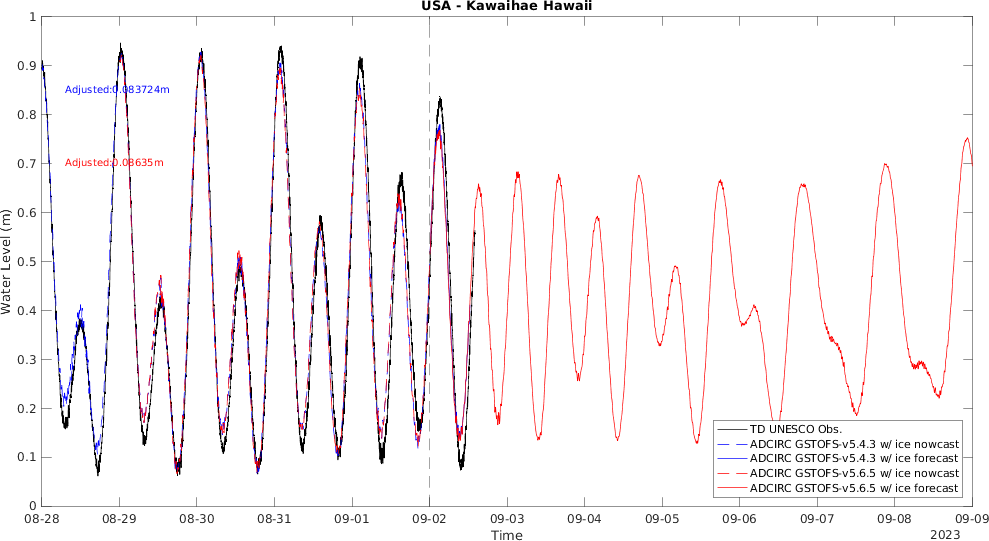 USA - Kawaihae Hawaii
1
0.9
0.8
0.7
0.6
0.5
0.4
0.3
0.2
0.1
0
Water Level (m)
Adjusted:0.083724m
Adjusted:0.08635m
TD UNESCO Obs.
ADCIRC GSTOFS-v5.4.3 w/ ice nowcast
ADCIRC GSTOFS-v5.4.3 w/ ice forecast
ADCIRC GSTOFS-v5.6.5 w/ ice nowcast
ADCIRC GSTOFS-v5.6.5 w/ ice forecast
08-28 08-29 08-30 08-31 09-01 09-02 09-03 09-04 09-05 09-06 09-07 09-08 09-09
Time
2023